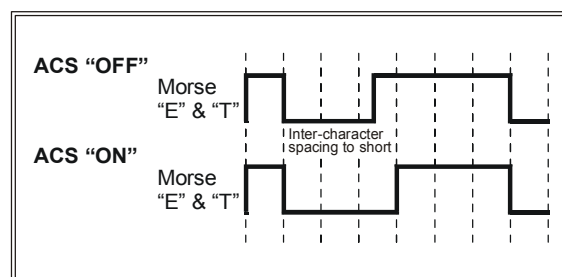 ACS “OFF”
Morse
“E” & “T”
Inter-character
spacing to short
ACS “ON”
Morse
“E” & “T”